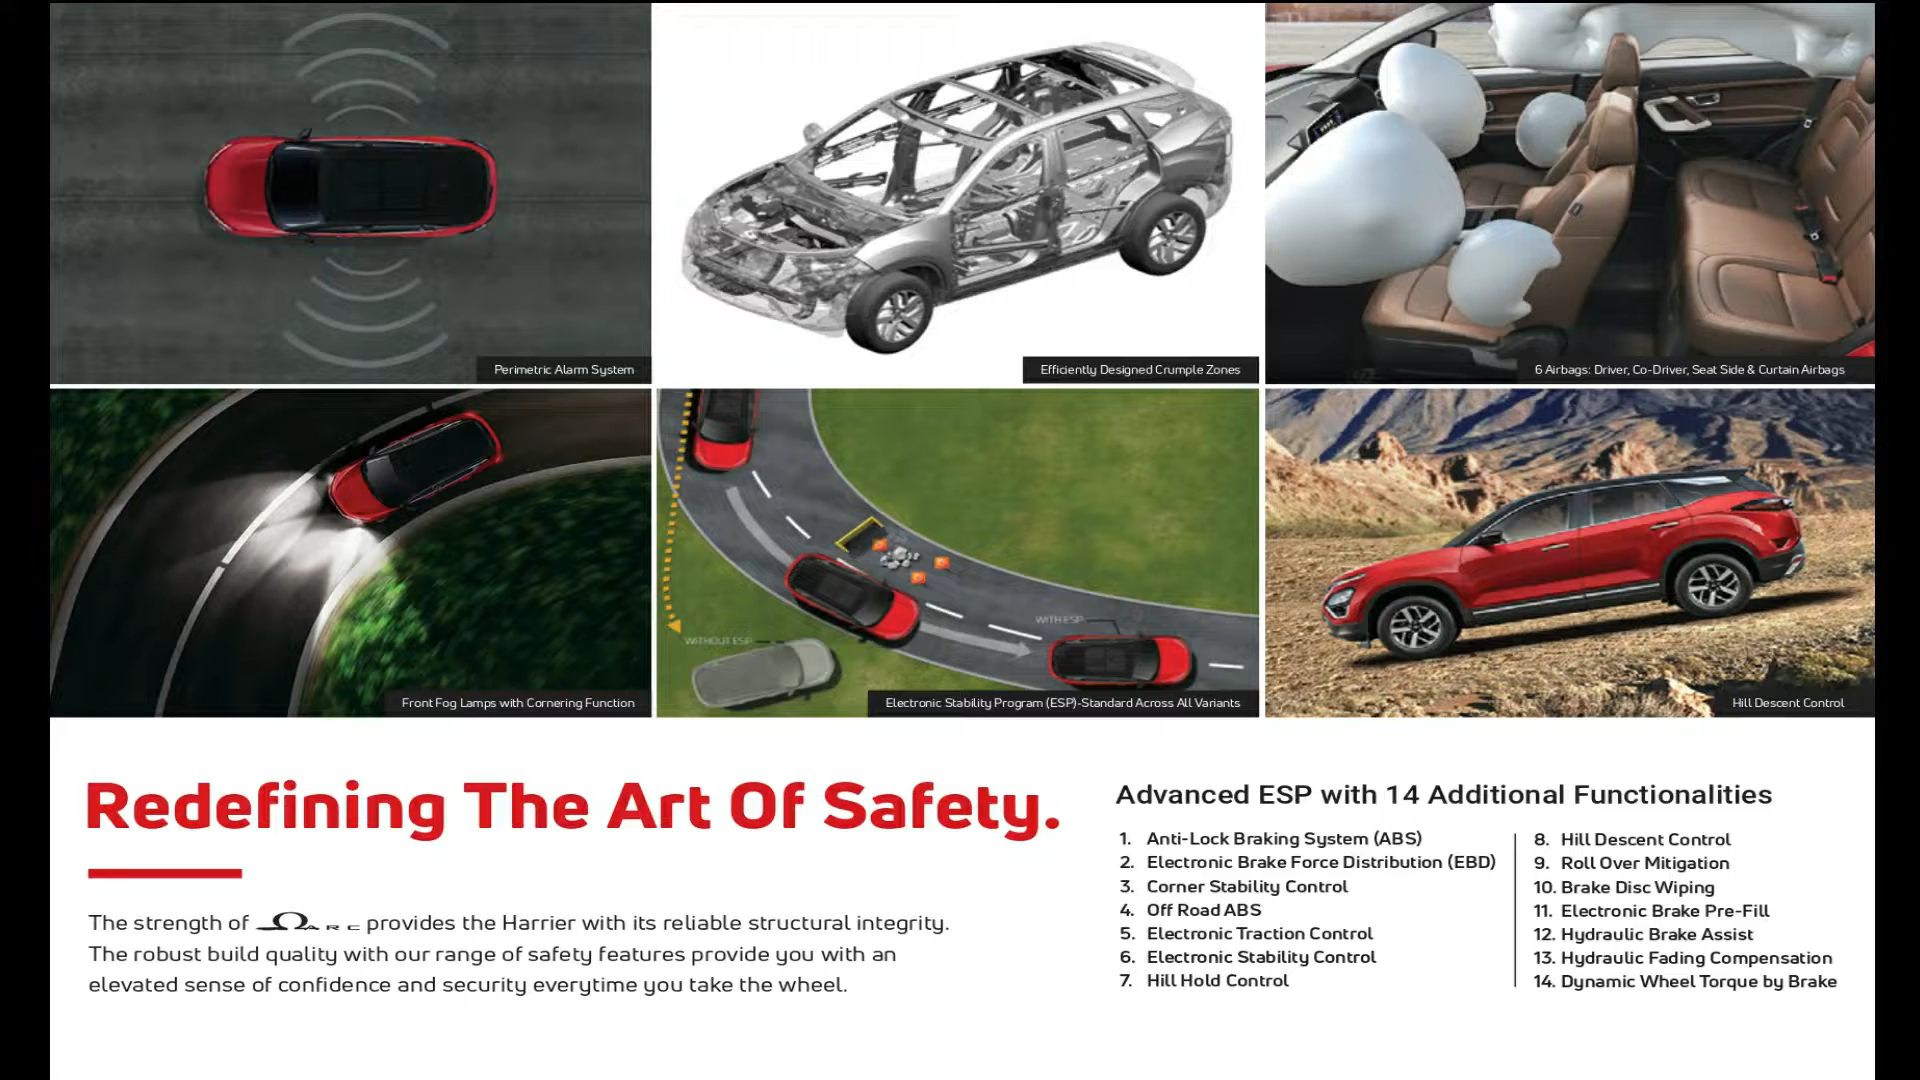 Perimetric Alarm System
Efficiently Designed Crumple Zones
6 Airbags: Driver, Co-Driver, Seat Side & Curtain Airbags
WITHOUT ESP
WITH ESP
Front Fog Lamps with Cornering Function
Electronic Stability Program (ESP)-Standard Across All Variants
Hill Descent Control
Redefining The Art Of Safety.
The strength of ΩARC provides the Harrier with its reliable structural integrity.
The robust build quality with our range of safety features provide you with an
elevated sense of confidence and security everytime you take the wheel.
Advanced ESP with 14 Additional Functionalities
1. Anti-Lock Braking System (ABS)
2. Electronic Brake Force Distribution (EBD)
3. Corner Stability Control
4. Off Road ABS
5. Electronic Traction Control
6. Electronic Stability Control
7. Hill Hold Control
8. Hill Descent Control
9. Roll Over Mitigation
10. Brake Disc Wiping
11. Electronic Brake Pre-Fill
12. Hydraulic Brake Assist
13. Hydraulic Fading Compensation
14. Dynamic Wheel Torque by Brake